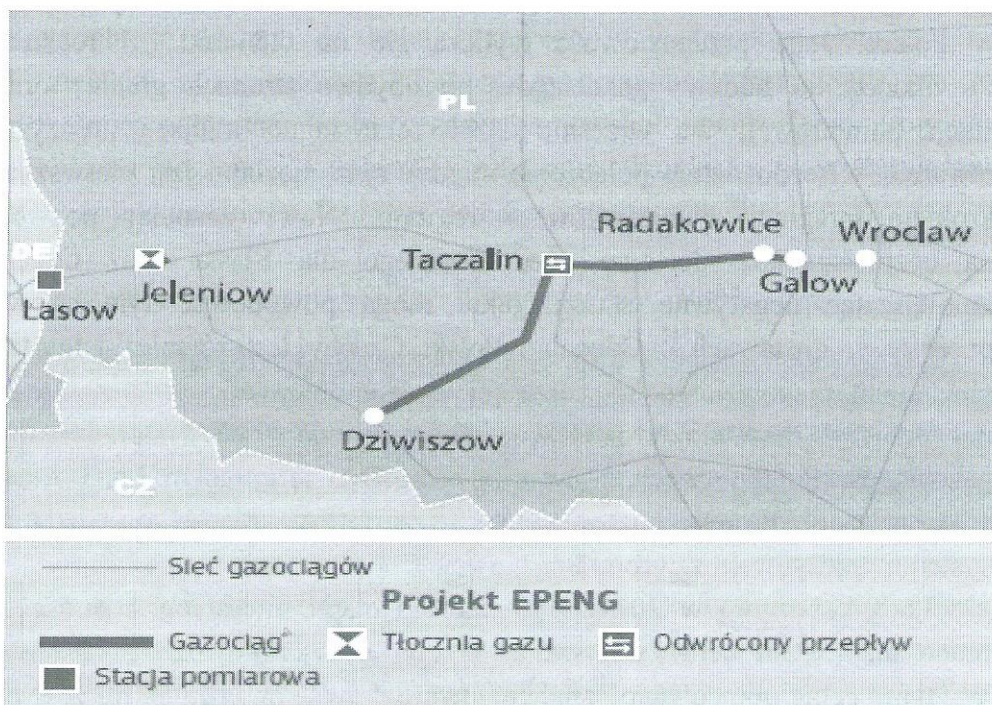 PL
Radakowice
Wroclaw
DE
Taczalin
Jeleniow
Galow
Lasow
Dziwiszow
CZ
Sieć gazociągów
Projekt EPENG
Gazociąg
Tłocznia gazu
Odwrócony przepływ
Stacja pomiarowa